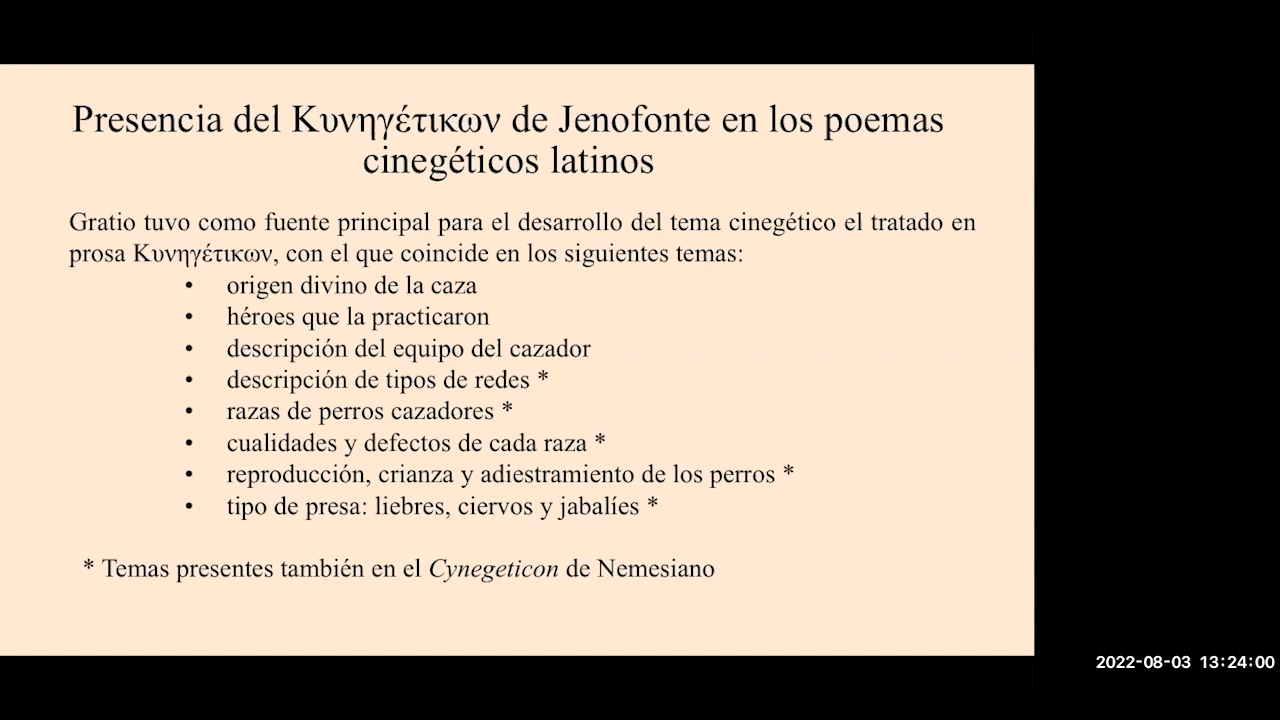 Presencia del Κυνηγέτικων de Jenofonte en los poemas
cinegéticos latinos
Gratio tuvo como fuente principal para el desarrollo del tema cinegético el tratado en
prosa Κυνηγέτικων, con el que coincide en los siguientes temas:
• origen divino de la caza
• héroes que la practicaron
• descripción del equipo del cazador
• descripción de tipos de redes *
• razas de perros cazadores *
• cualidades y defectos de cada raza *
• reproducción, crianza y adiestramiento de los perros *
• tipo de presa: liebres, ciervos y jabalíes *
* Temas presentes también en el Cynegeticon de Nemesiano
2022-08-03 13:24:00